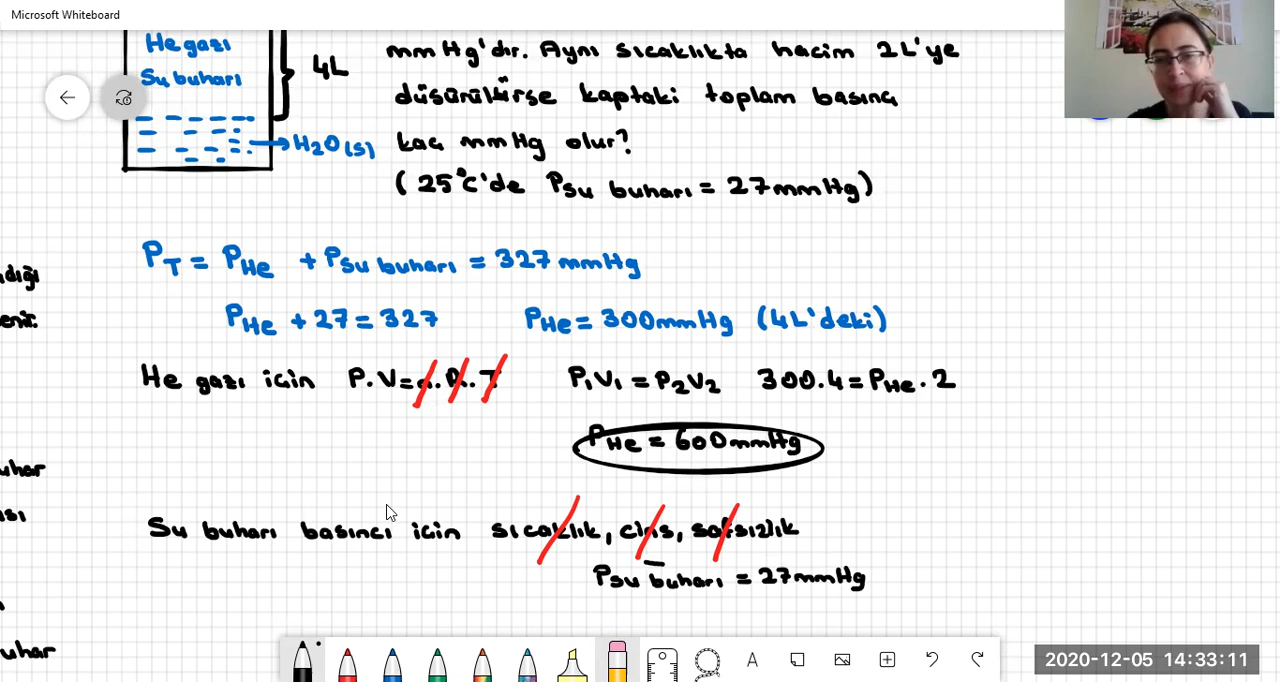 Microsoft Whiteboard
He gazı
Su buharı
4L
H2O(s)
mmHg'dır. Aynı sıcaklıkta hacim 2L'ye
düşürülürse kaptaki toplam basınç
kaç mmHg olur?
(25°C'de Psu buharı = 27mmHg)
PT = PHe + Psu buharı = 327 mmHg
PHe + 27 = 327 PHe = 300mmHg (4L'deki)
He gazı için P.V=n.R.T P1V1 = P2V2 300.4 = PHe.2
PHe = 600mmHg
Su buharı basıncı için sıcaklık, cins, safsızlık
Psu buharı = 27mmHg
2020-12-05 14:33:11